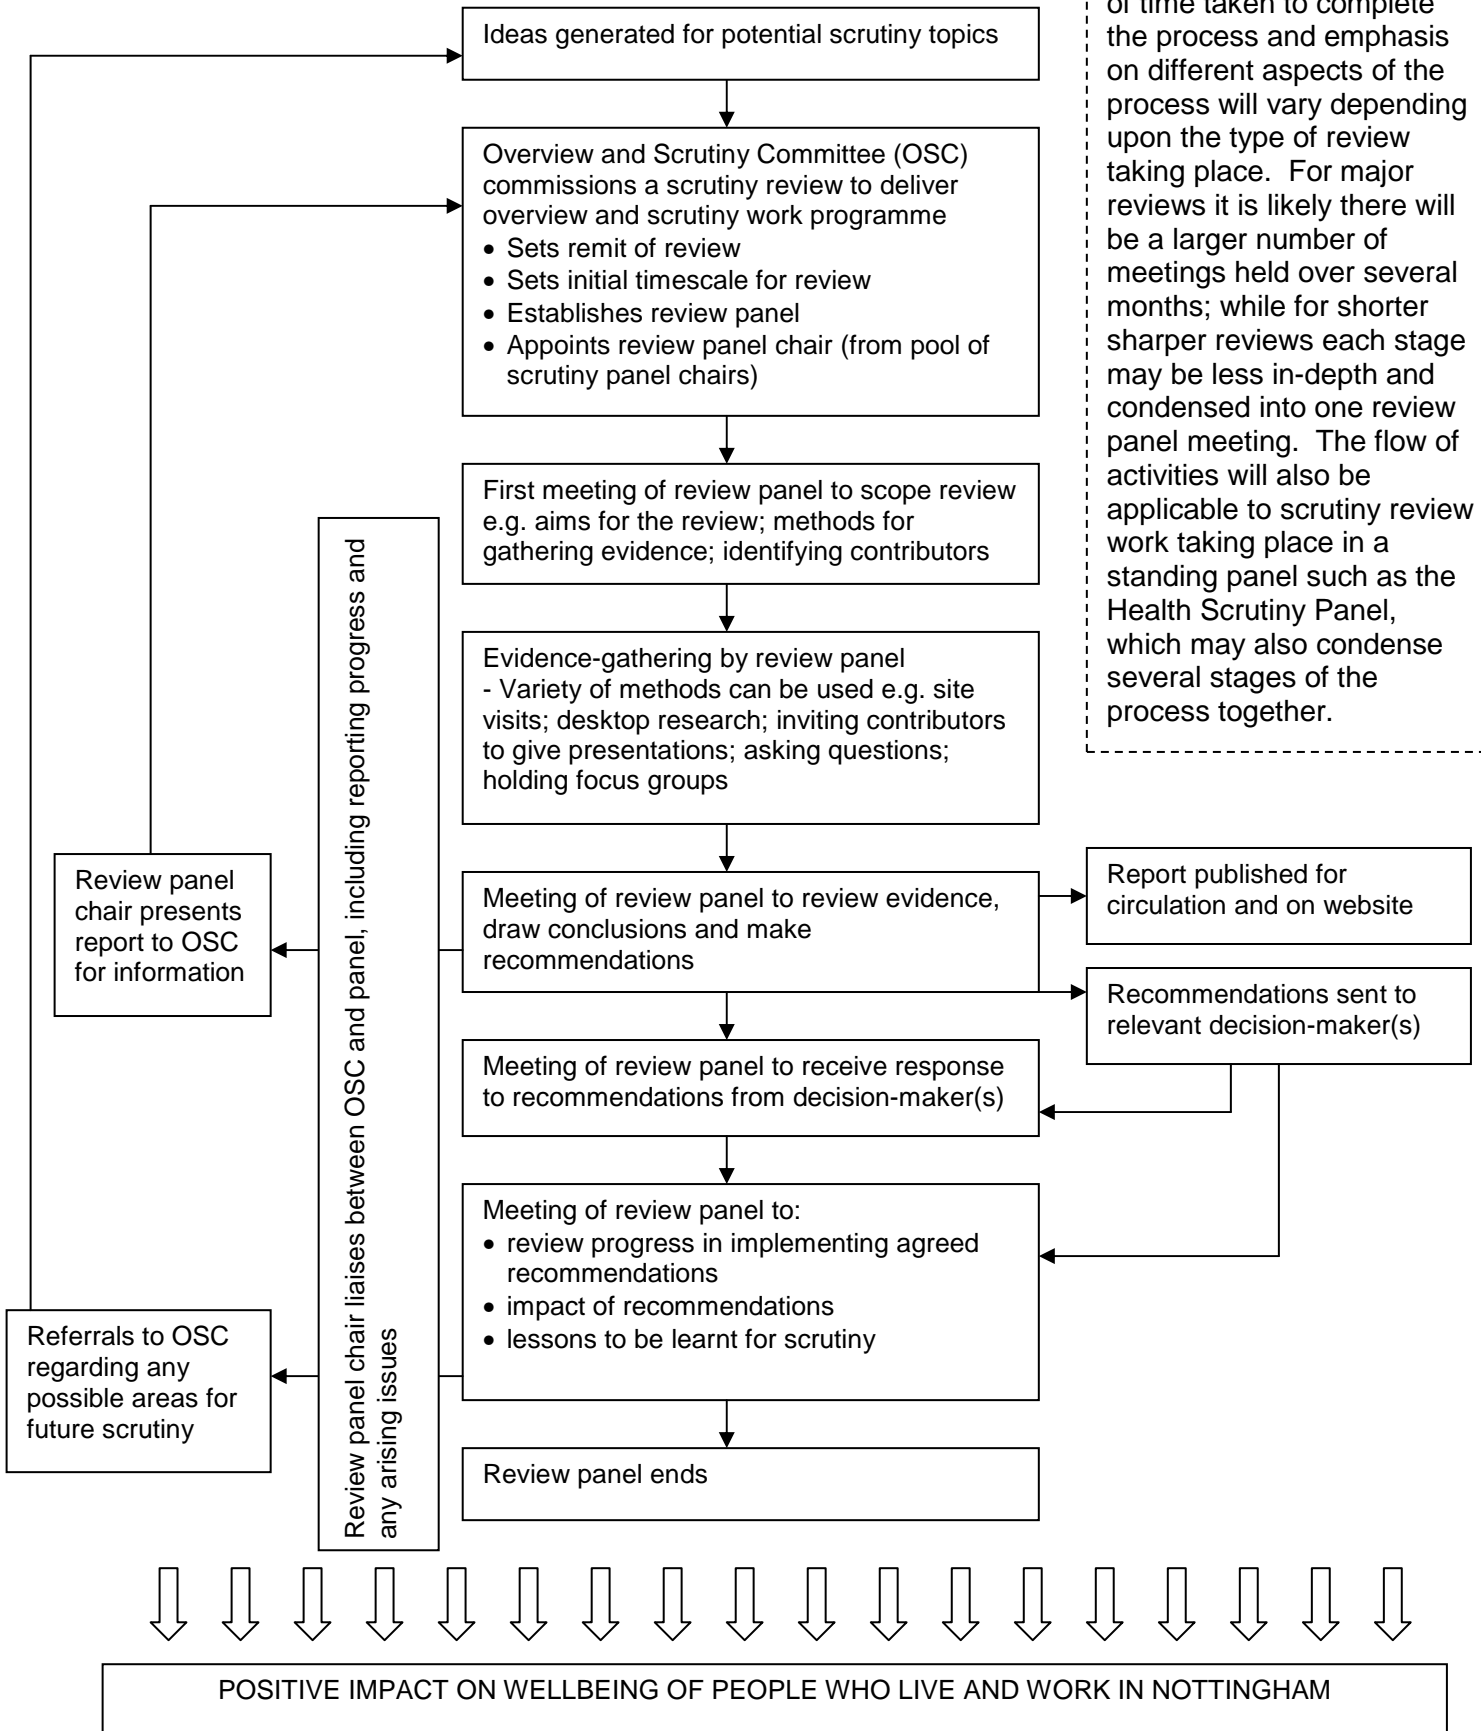 Ideas generated for potential scrutiny topics
Overview and Scrutiny Committee (OSC)
commissions a scrutiny review to deliver
overview and scrutiny work programme
• Sets remit of review
• Sets initial timescale for review
• Establishes review panel
• Appoints review panel chair (from pool of
scrutiny panel chairs)
of time taken to complete
the process and emphasis
on different aspects of the
process will vary depending
upon the type of review
taking place. For major
reviews it is likely there will
be a larger number of
meetings held over several
months; while for shorter
sharper reviews each stage
may be less in-depth and
condensed into one review
panel meeting. The flow of
activities will also be
applicable to scrutiny review
work taking place in a
standing panel such as the
Health Scrutiny Panel,
which may also condense
several stages of the
process together.
First meeting of review panel to scope review
e.g. aims for the review; methods for
gathering evidence; identifying contributors
Review panel chair liaises between OSC and panel, including reporting progress and
any arising issues
Evidence-gathering by review panel
- Variety of methods can be used e.g. site
visits; desktop research; inviting contributors
to give presentations; asking questions;
holding focus groups
Review panel
chair presents
report to OSC
for information
Meeting of review panel to review evidence,
draw conclusions and make
recommendations
Report published for
circulation and on website
Recommendations sent to
relevant decision-maker(s)
Meeting of review panel to receive response
to recommendations from decision-maker(s)
Meeting of review panel to:
• review progress in implementing agreed
recommendations
• impact of recommendations
• lessons to be learnt for scrutiny
Referrals to OSC
regarding any
possible areas for
future scrutiny
Review panel ends
POSITIVE IMPACT ON WELLBEING OF PEOPLE WHO LIVE AND WORK IN NOTTINGHAM